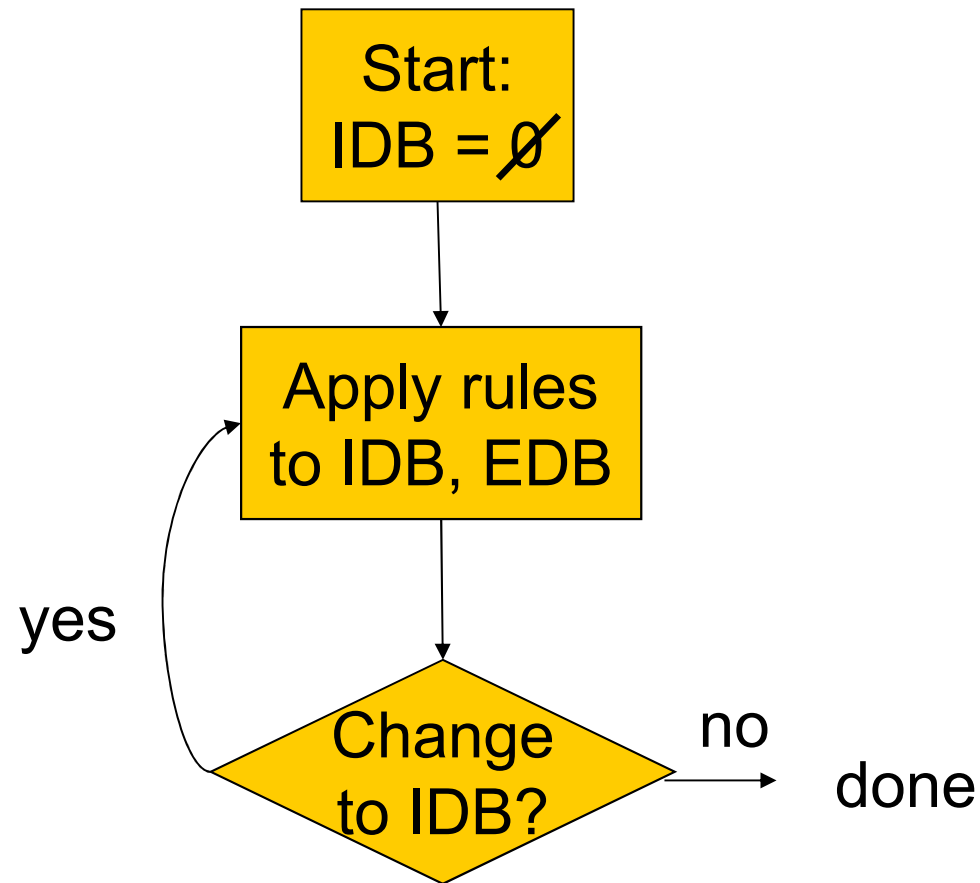 Start:
IDB = ∅
Apply rules
to IDB, EDB
yes
Change
to IDB?
no
done